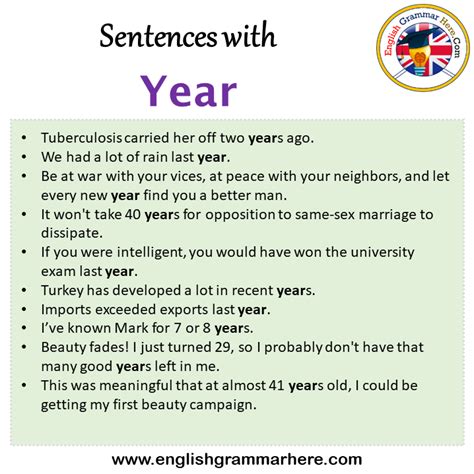 Sentences with
Year
English Grammar Here.Com
• Tuberculosis carried her off two years ago.
• We had a lot of rain last year.
• Be at war with your vices, at peace with your neighbors, and let
every new year find you a better man.
• It won't take 40 years for opposition to same-sex marriage to
dissipate.
• If you were intelligent, you would have won the university
exam last year.
• Turkey has developed a lot in recent years.
• Imports exceeded exports last year.
• I’ve known Mark for 7 or 8 years.
• Beauty fades! I just turned 29, so I probably don't have that
many good years left in me.
• This was meaningful that at almost 41 years old, I could be
getting my first beauty campaign.
www.englishgrammarhere.com